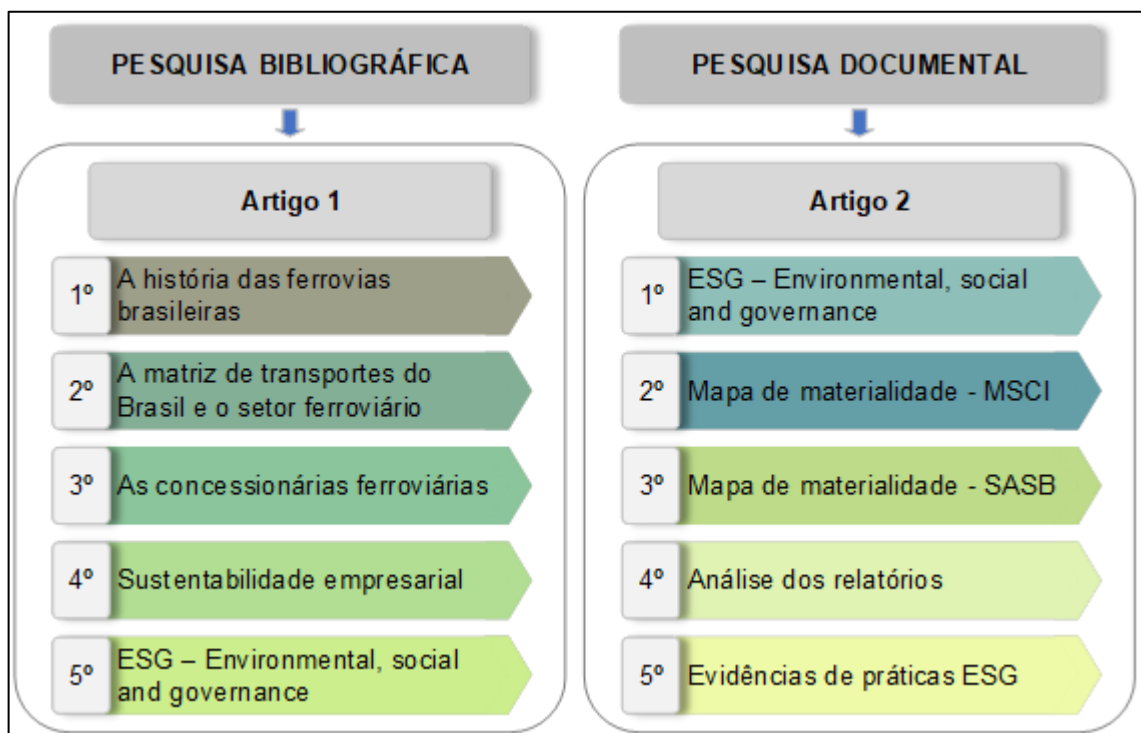 PESQUISA BIBLIOGRÁFICA
Artigo 1
1º
A história das ferrovias
brasileiras
2º
A matriz de transportes do
Brasil e o setor ferroviário
3º
As concessionárias ferroviárias
4º
Sustentabilidade empresarial
5º
ESG – Environmental, social
and governance
PESQUISA DOCUMENTAL
Artigo 2
1º
ESG – Environmental, social
and governance
2º
Mapa de materialidade - MSCI
3º
Mapa de materialidade - SASB
4º
Análise dos relatórios
5º
Evidências de práticas ESG